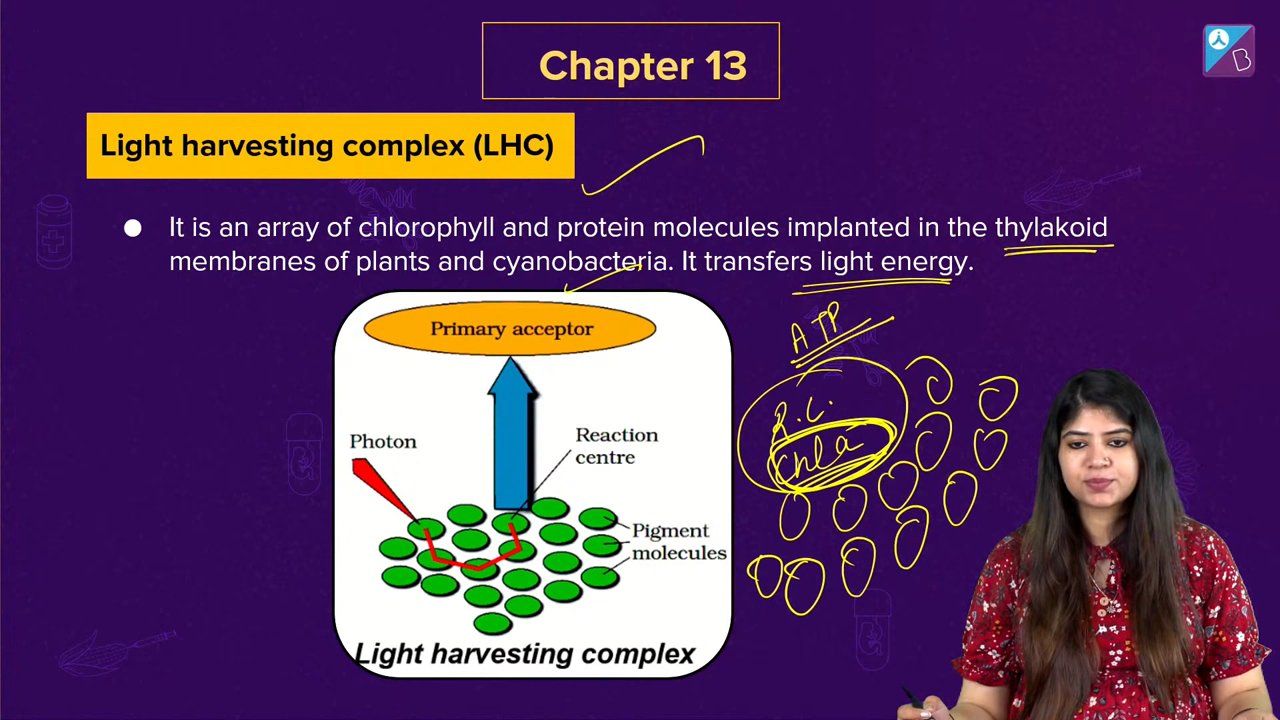 Chapter 13
Light harvesting complex (LHC)
It is an array of chlorophyll and protein molecules implanted in the thylakoid
membranes of plants and cyanobacteria. It transfers light energy.
Primary acceptor
Photon
Reaction
centre
Pigment
molecules
Light harvesting complex
ATP
R.C.
Chl a
B